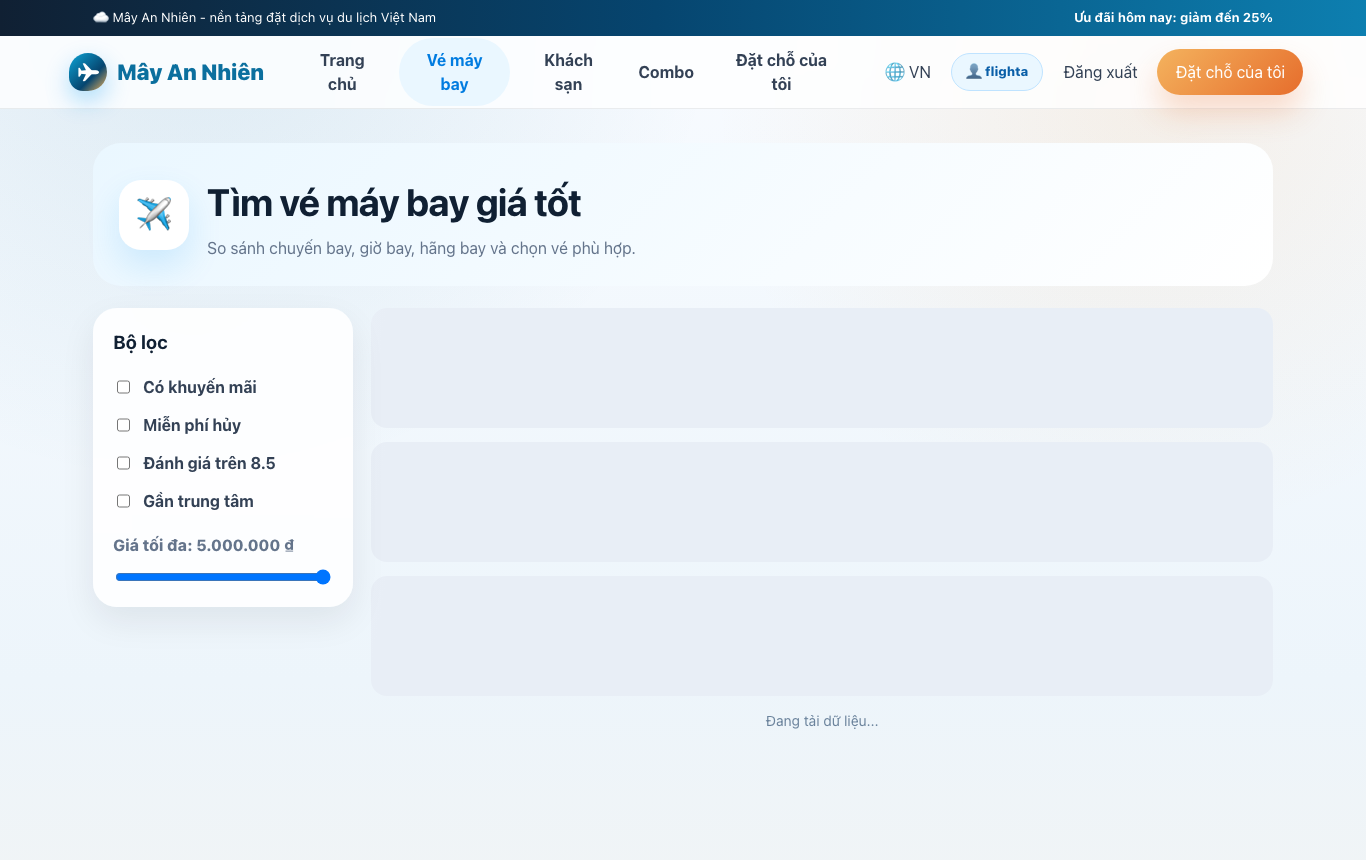 Mây An Nhiên - nền tảng đặt dịch vụ du lịch Việt Nam
Ưu đãi hôm nay: giảm đến 25%
Mây An Nhiên
Trang
chủ
Vé máy
bay
Khách
sạn
Combo
Đặt chỗ của
tôi
VN
flighta
Đăng xuất
Đặt chỗ của tôi
Tìm vé máy bay giá tốt
So sánh chuyến bay, giờ bay, hãng bay và chọn vé phù hợp.
Bộ lọc
Có khuyến mãi
Miễn phí hủy
Đánh giá trên 8.5
Gần trung tâm
Giá tối đa: 5.000.000 ₫
Đang tải dữ liệu...